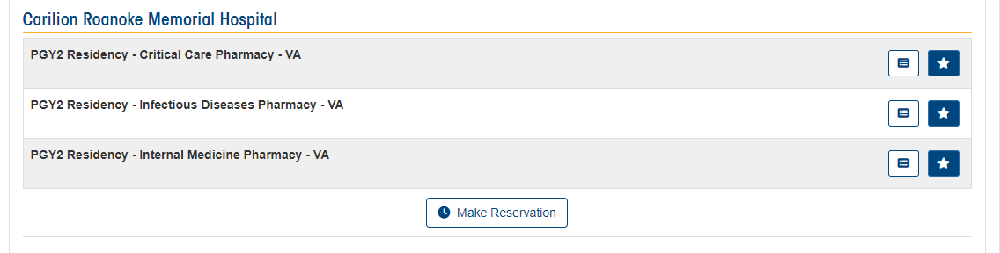 Carilion Roanoke Memorial Hospital
PGY2 Residency - Critical Care Pharmacy - VA
PGY2 Residency - Infectious Diseases Pharmacy - VA
PGY2 Residency - Internal Medicine Pharmacy - VA
Make Reservation